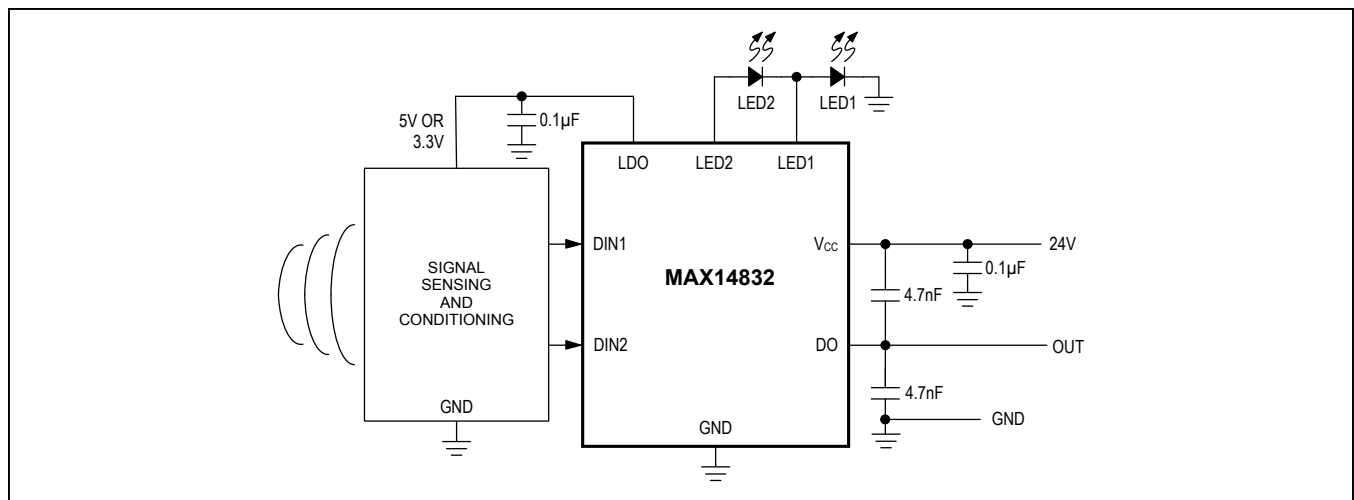 LED2
LED1
5V OR
3.3V
0.1µF
LDO
LED2
LED1
DIN1
VCC
24V
SIGNAL
SENSING
AND
CONDITIONING
MAX14832
4.7nF
0.1µF
DIN2
DO
OUT
4.7nF
GND
GND
GND